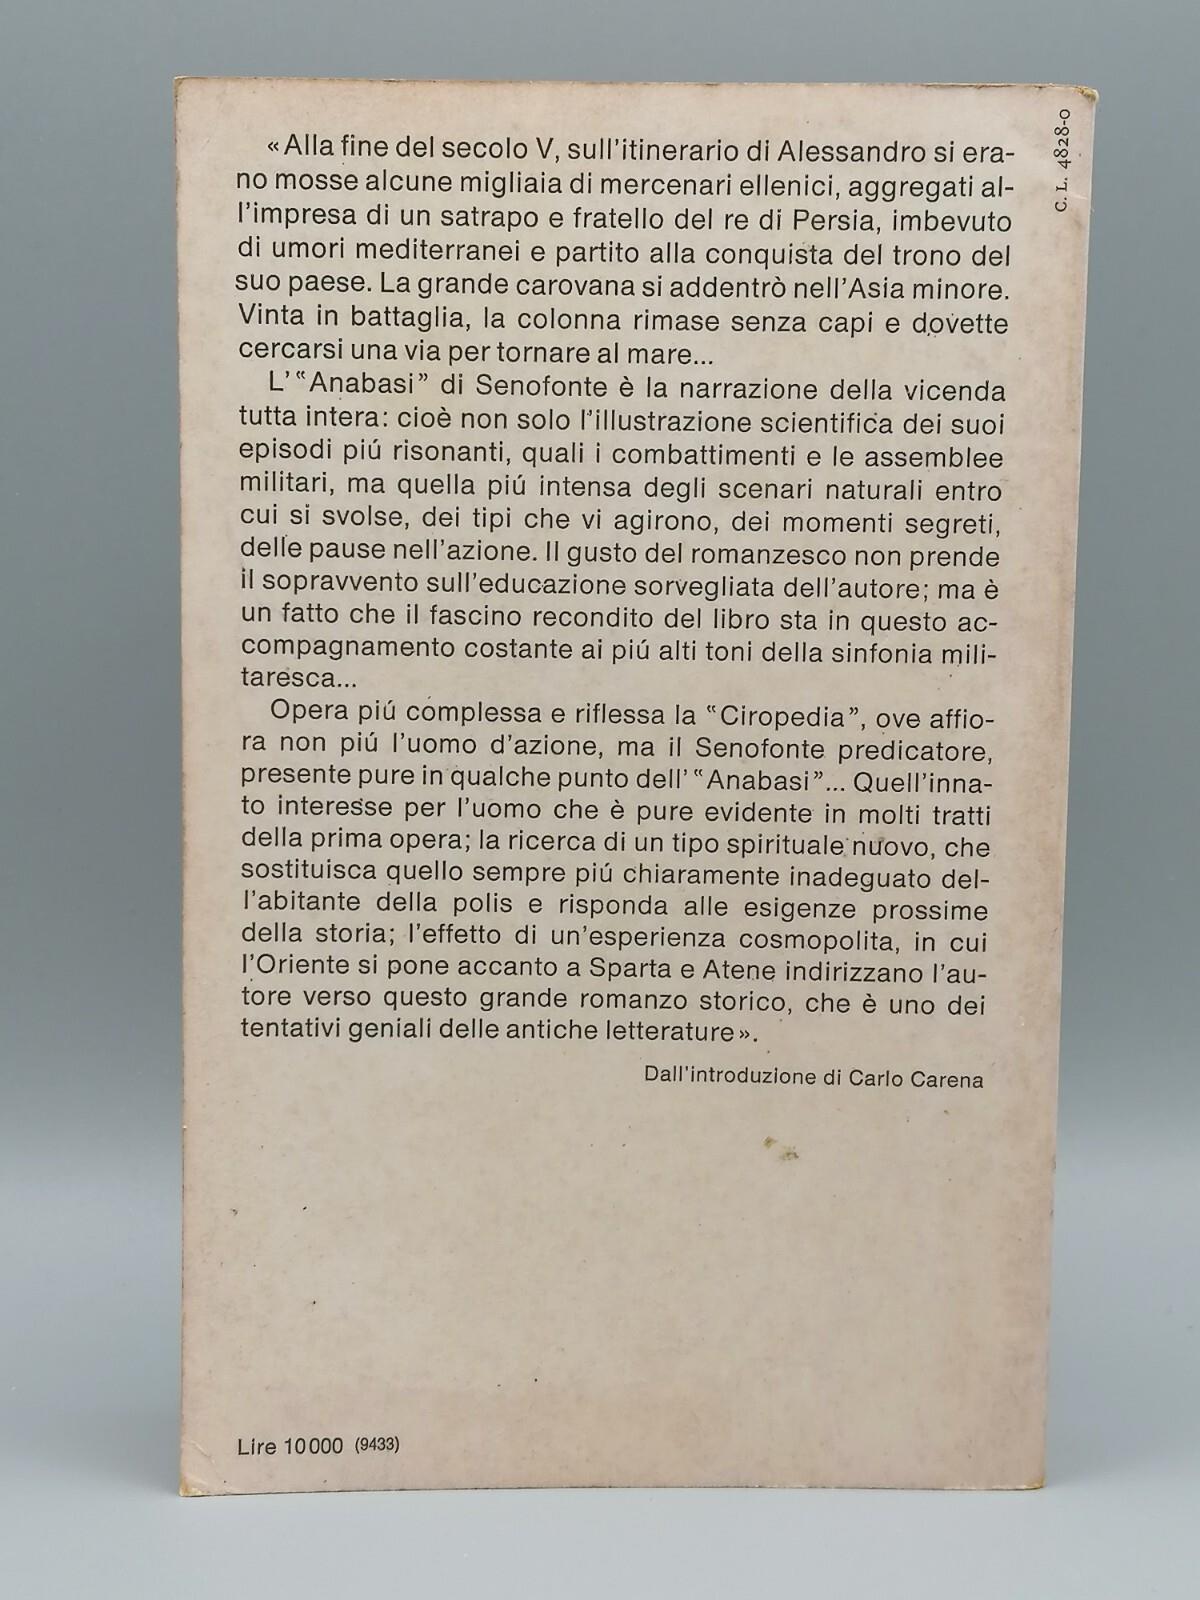 « Alla fine del secolo V, sull'itinerario di Alessandro si era-
no mosse alcune migliaia di mercenari ellenici, aggregati al-
l'impresa di un satrapo e fratello del re di Persia, imbevuto
di umori mediterranei e partito alla conquista del trono del
suo paese. La grande carovana si addentrò nell'Asia minore.
Vinta in battaglia, la colonna rimase senza capi e dovette
cercarsi una via per tornare al mare...
L'"Anabasi" di Senofonte è la narrazione della vicenda
tutta intera: cioè non solo l'illustrazione scientifica dei suoi
episodi piú risonanti, quali i combattimenti e le assemblee
militari, ma quella piú intensa degli scenari naturali entro
cui si svolse, dei tipi che vi agirono, dei momenti segreti,
delle pause nell'azione. Il gusto del romanzesco non prende
il sopravvento sull'educazione sorvegliata dell'autore; ma è
un fatto che il fascino recondito del libro sta in questo ac-
compagnamento costante ai piú alti toni della sinfonia mili-
taresca...
Opera piú complessa e riflessa la "Ciropedia", ove affio-
ra non piú l'uomo d'azione, ma il Senofonte predicatore,
presente pure in qualche punto dell'"Anabasi"... Quell'inna-
to interesse per l'uomo che è pure evidente in molti tratti
della prima opera; la ricerca di un tipo spirituale nuovo, che
sostituisca quello sempre piú chiaramente inadeguato del-
l'abitante della polis e risponda alle esigenze prossime
della storia; l'effetto di un'esperienza cosmopolita, in cui
l'Oriente si pone accanto a Sparta e Atene indirizzano l'au-
tore verso questo grande romanzo storico, che è uno dei
tentativi geniali delle antiche letterature ».
Dall'introduzione di Carlo Carena
C. L. 4828-0
Lire 10000 (9433)